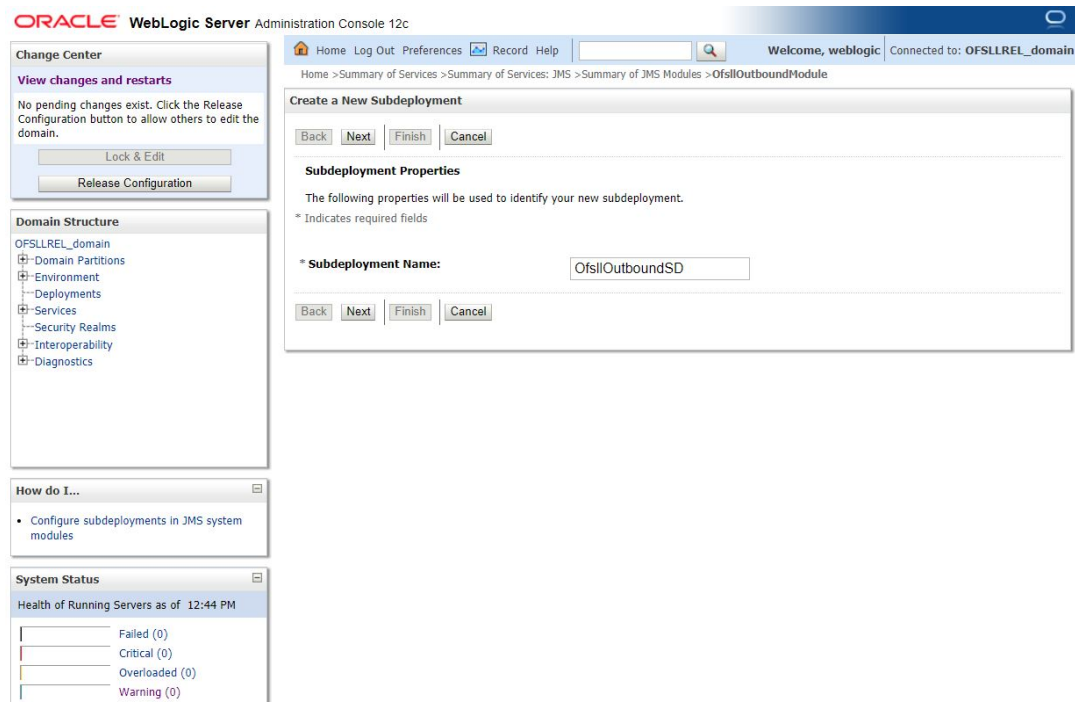 ORACLE WebLogic Server Administration Console 12c
Change Center
View changes and restarts
No pending changes exist. Click the Release
Configuration button to allow others to edit the
domain.
Lock & Edit
Release Configuration
Domain Structure
OFSLLREL_domain
Domain Partitions
Environment
Deployments
Services
Security Realms
Interoperability
Diagnostics
How do I...
Configure subdeployments in JMS system
modules
System Status
Health of Running Servers as of 12:44 PM
Failed (0)
Critical (0)
Overloaded (0)
Warning (0)
Home Log Out Preferences Record Help
Welcome, weblogic Connected to: OFSLLREL_domain
Home >Summary of Services >Summary of Services: JMS >Summary of JMS Modules >OfsllOutboundModule
Create a New Subdeployment
Back Next Finish Cancel
Subdeployment Properties
The following properties will be used to identify your new subdeployment.
* Indicates required fields
* Subdeployment Name: OfsllOutboundSD
Back Next Finish Cancel